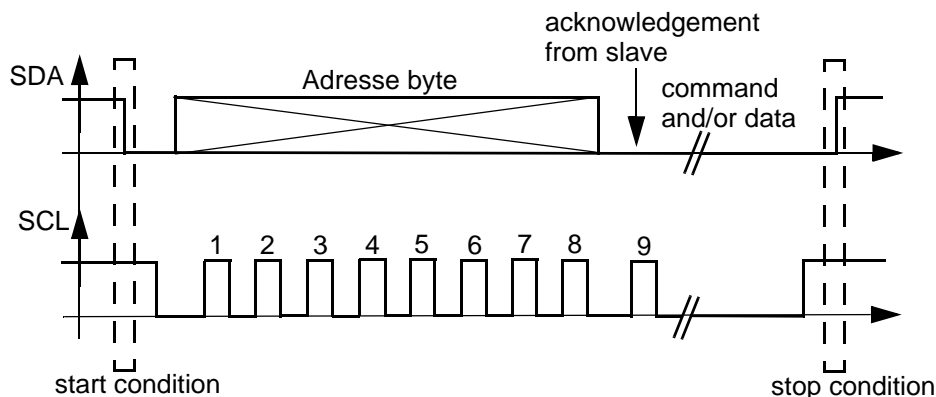 acknowledgement
from slave
SDA
Adresse byte
command
and/or data
SCL
1 2 3 4 5 6 7 8 9
start condition
stop condition